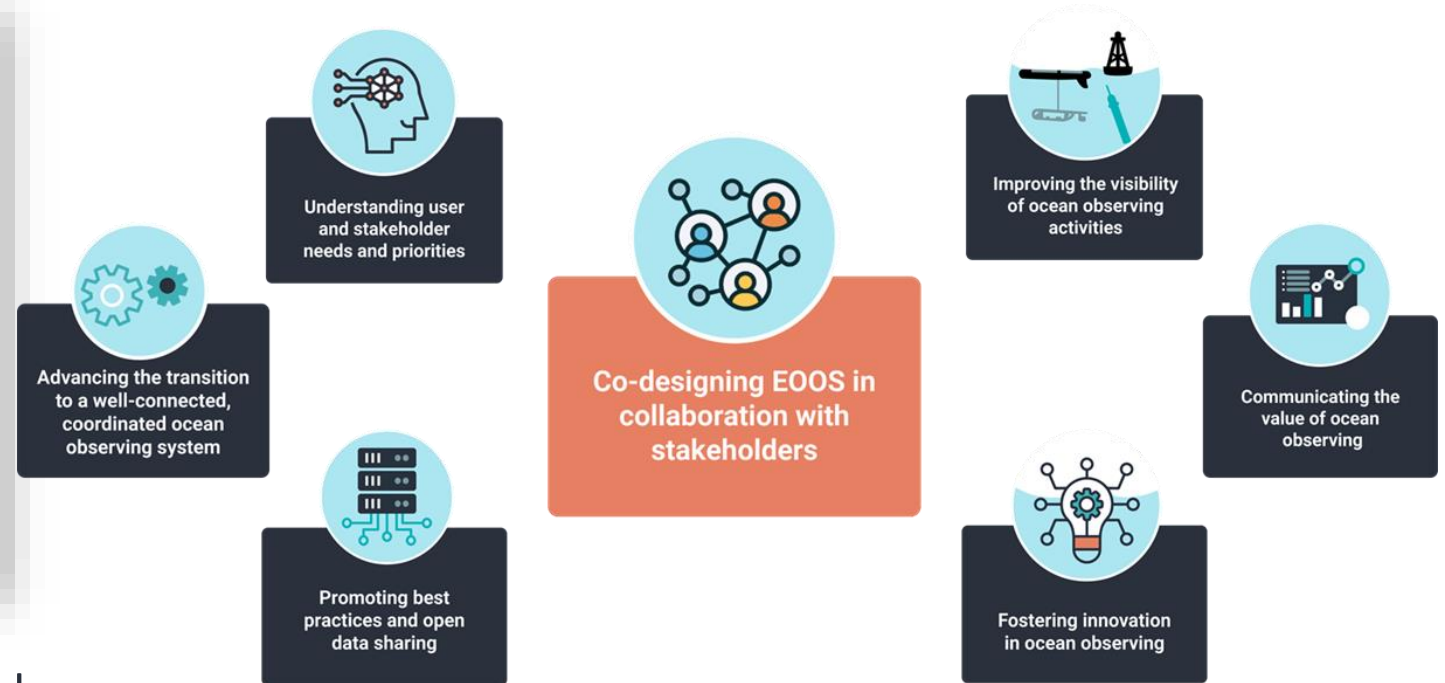 Understanding user
and stakeholder
needs and priorities
Advancing the transition
to a well-connected,
coordinated ocean
observing system
Promoting best
practices and open
data sharing
Co-designing EOOS in
collaboration with
stakeholders
Improving the visibility
of ocean observing
activities
Communicating the
value of ocean
observing
Fostering innovation
in ocean observing